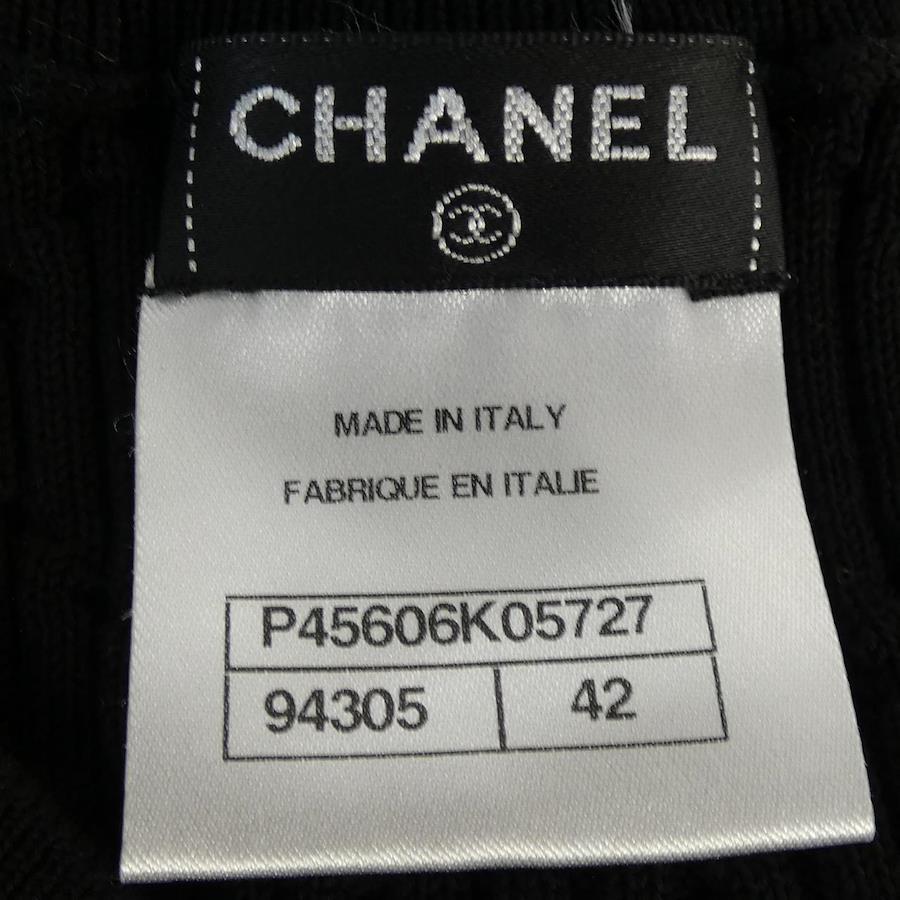 CHANEL
MADE IN ITALY
FABRIQUE EN ITALIE
P45606K05727
94305 42